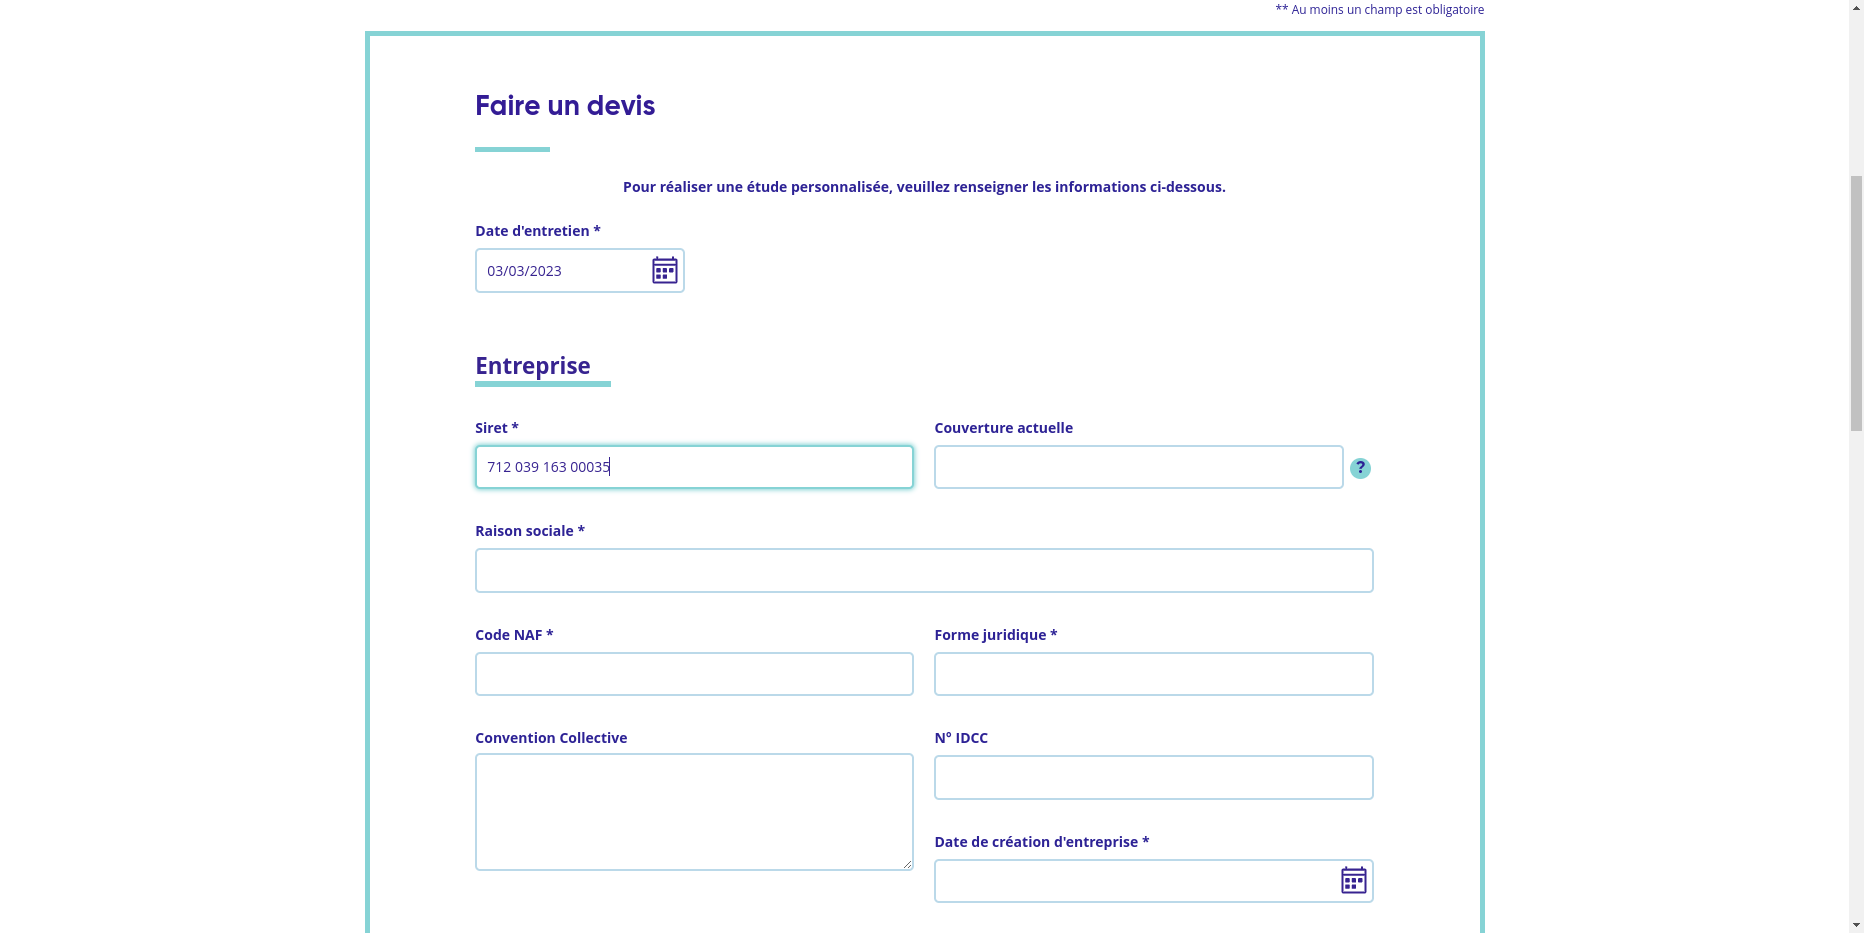 ** Au moins un champ est obligatoire
Faire un devis
Pour réaliser une étude personnalisée, veuillez renseigner les informations ci-dessous.
Date d'entretien *
03/03/2023
Entreprise
Siret *
Couverture actuelle
712 039 163 00035
?
Raison sociale *
Code NAF *
Forme juridique *
Convention Collective
N° IDCC
Date de création d'entreprise *